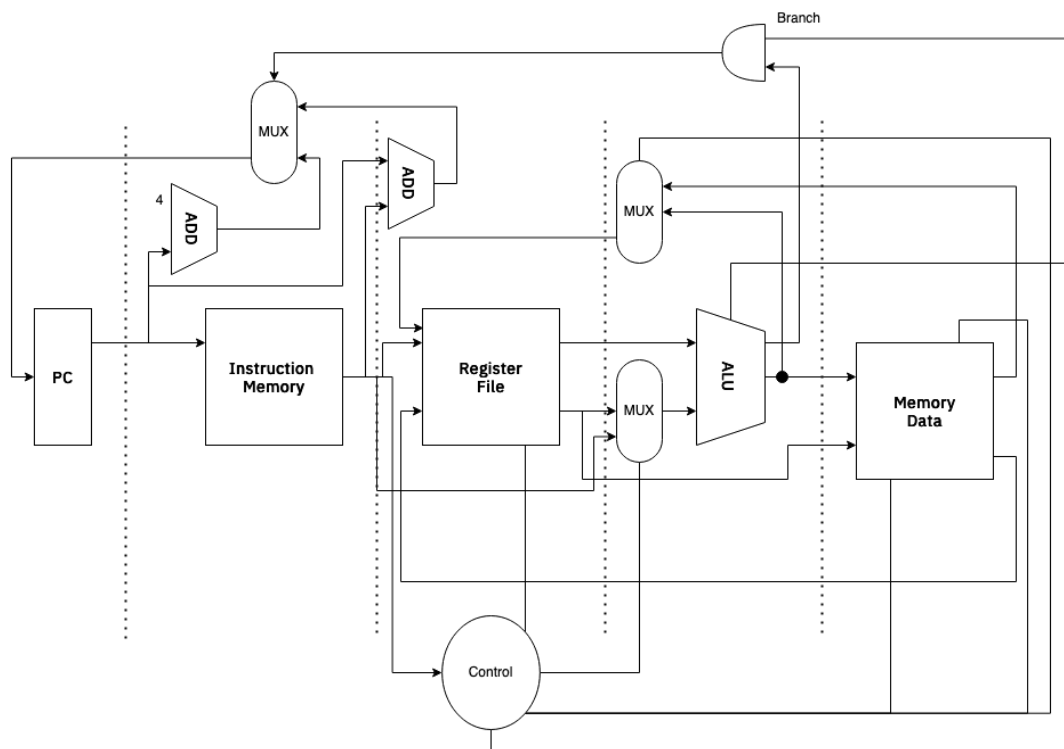 Branch
MUX
4
ADD
ADD
MUX
PC
Instruction
Memory
Register
File
MUX
ALU
Memory
Data
Control